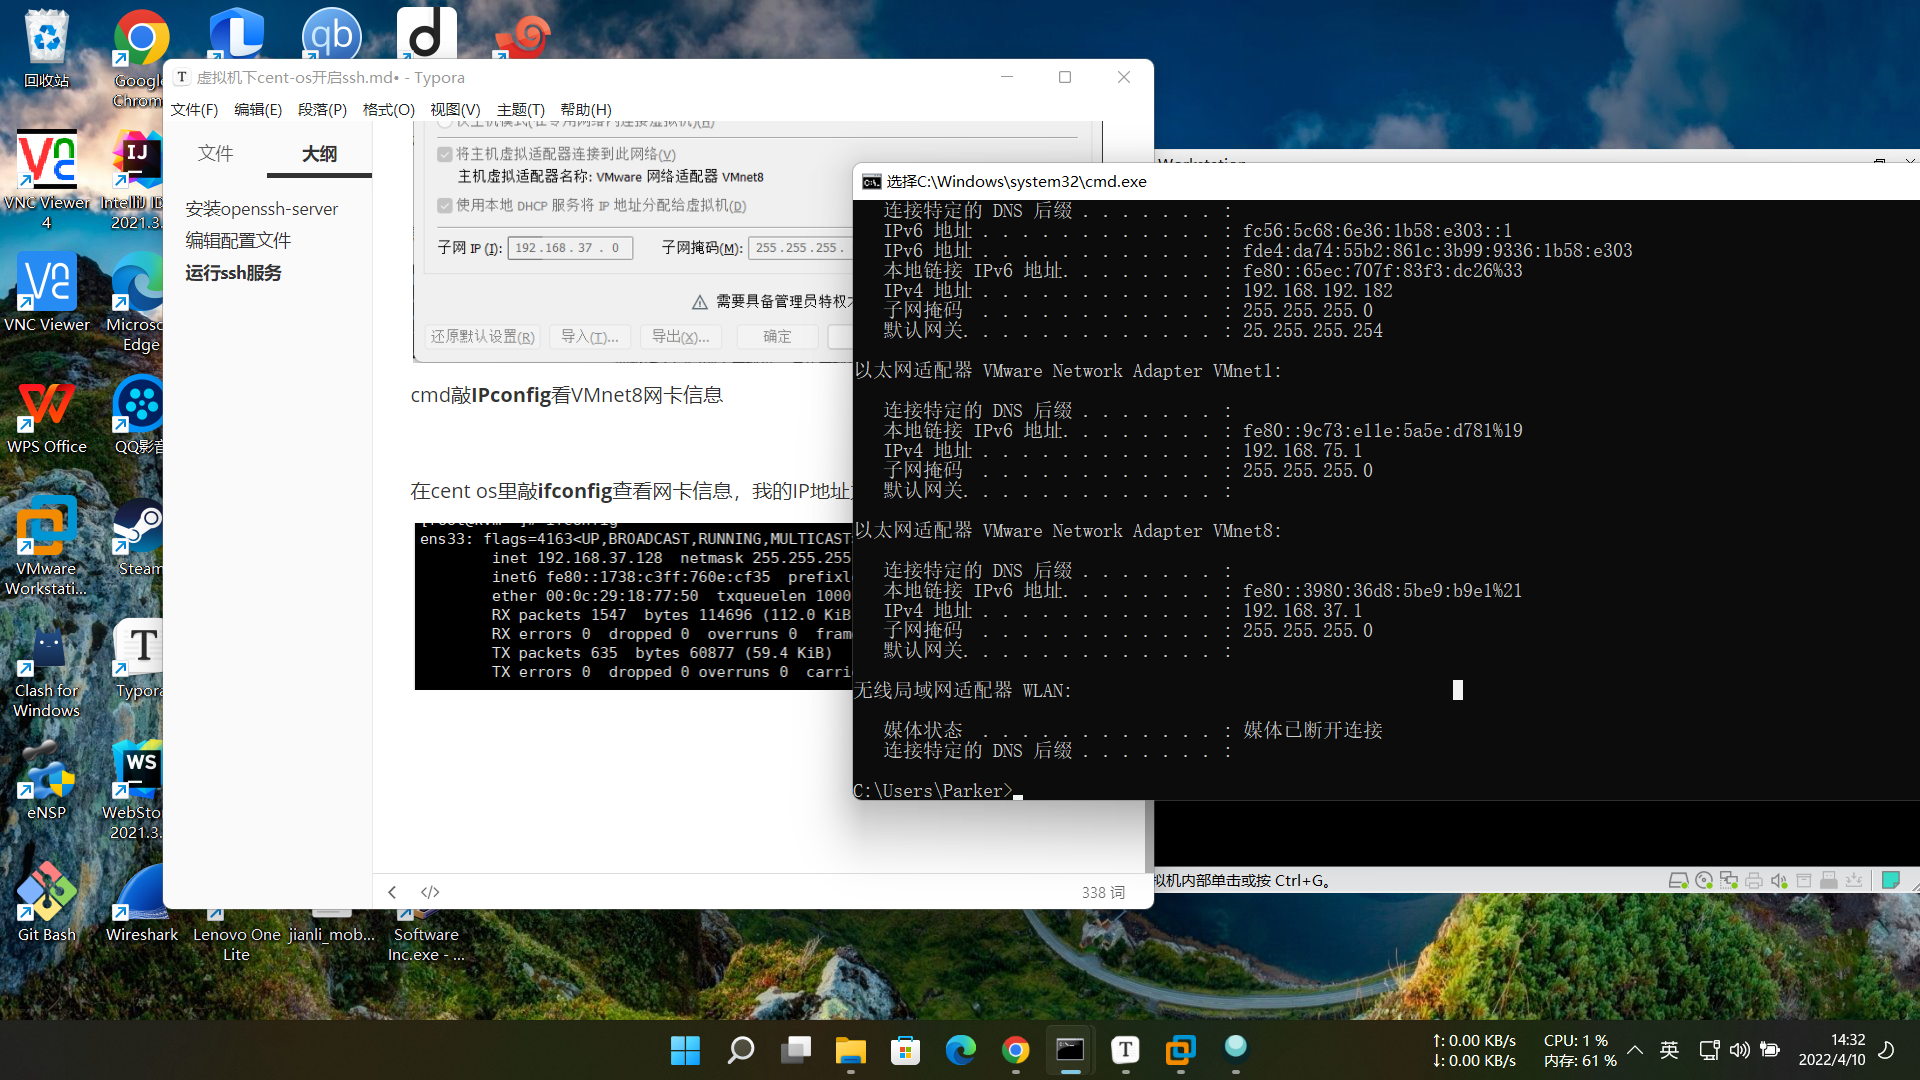 回收站
Google
Chrom
qb
d
VNC Viewer
4
IntelliJ ID
2021.3.
VNC Viewer
Microso
Edge
WPS Office
QQ影音
VMware
Workstati...
Steam
Clash for
Windows
Typora
eNSP
WebStor
2021.3.
Git Bash
Wireshark
Lenovo One
Lite
jianli_mob...
Software
Inc.exe - ...
虚拟机下cent-os开启ssh.md• - Typora
文件(F) 编辑(E) 段落(P) 格式(O) 视图(V) 主题(T) 帮助(H)
文件 大纲
安装openssh-server
编辑配置文件
运行ssh服务
将主机虚拟适配器连接到此网络(V)
主机虚拟适配器名称: VMware 网络适配器 VMnet8
使用本地 DHCP 服务将 IP 地址分配给虚拟机(D)
子网 IP (I): 192.168.37.0 子网掩码(M): 255.255.255.
需要具备管理员特权
还原默认设置(R) 导入(T)... 导出(X)... 确定
cmd敲IPconfig看VMnet8网卡信息
在cent os里敲ifconfig查看网卡信息，我的IP地址
ens33: flags=4163<UP,BROADCAST,RUNNING,MULTICAST
inet 192.168.37.128 netmask 255.255.255
inet6 fe80::1738:c3ff:760e:cf35 prefixl
ether 00:0c:29:18:77:50 txqueuelen 1000
RX packets 1547 bytes 114696 (112.0 KiB
RX errors 0 dropped 0 overruns 0 fram
TX packets 635 bytes 60877 (59.4 KiB)
TX errors 0 dropped 0 overruns 0 carri
</> 338 词
选择C:\Windows\system32\cmd.exe
连接特定的 DNS 后缀 . . . . . . . :
IPv6 地址 . . . . . . . . . . . . : fc56:5c68:6e36:1b58:e303::1
IPv6 地址 . . . . . . . . . . . . : fde4:da74:55b2:861c:3b99:9336:1b58:e303
本地链接 IPv6 地址. . . . . . . . : fe80::65ec:707f:83f3:dc26%33
IPv4 地址 . . . . . . . . . . . . : 192.168.192.182
子网掩码 . . . . . . . . . . . . : 255.255.255.0
默认网关. . . . . . . . . . . . . : 25.255.255.254
以太网适配器 VMware Network Adapter VMnet1:
连接特定的 DNS 后缀 . . . . . . . :
本地链接 IPv6 地址. . . . . . . . : fe80::9c73:e11e:5a5e:d781%19
IPv4 地址 . . . . . . . . . . . . : 192.168.75.1
子网掩码 . . . . . . . . . . . . : 255.255.255.0
默认网关. . . . . . . . . . . . . :
以太网适配器 VMware Network Adapter VMnet8:
连接特定的 DNS 后缀 . . . . . . . :
本地链接 IPv6 地址. . . . . . . . : fe80::3980:36d8:5be9:b9e1%21
IPv4 地址 . . . . . . . . . . . . : 192.168.37.1
子网掩码 . . . . . . . . . . . . : 255.255.255.0
默认网关. . . . . . . . . . . . . :
无线局域网适配器 WLAN:
媒体状态 . . . . . . . . . . . . : 媒体已断开连接
连接特定的 DNS 后缀 . . . . . . . :
C:\Users\Parker>
拟机内部单击或按 Ctrl+G。
↑: 0.00 KB/s
↓: 0.00 KB/s
CPU: 1 %
内存: 61 %
英
14:32
2022/4/10